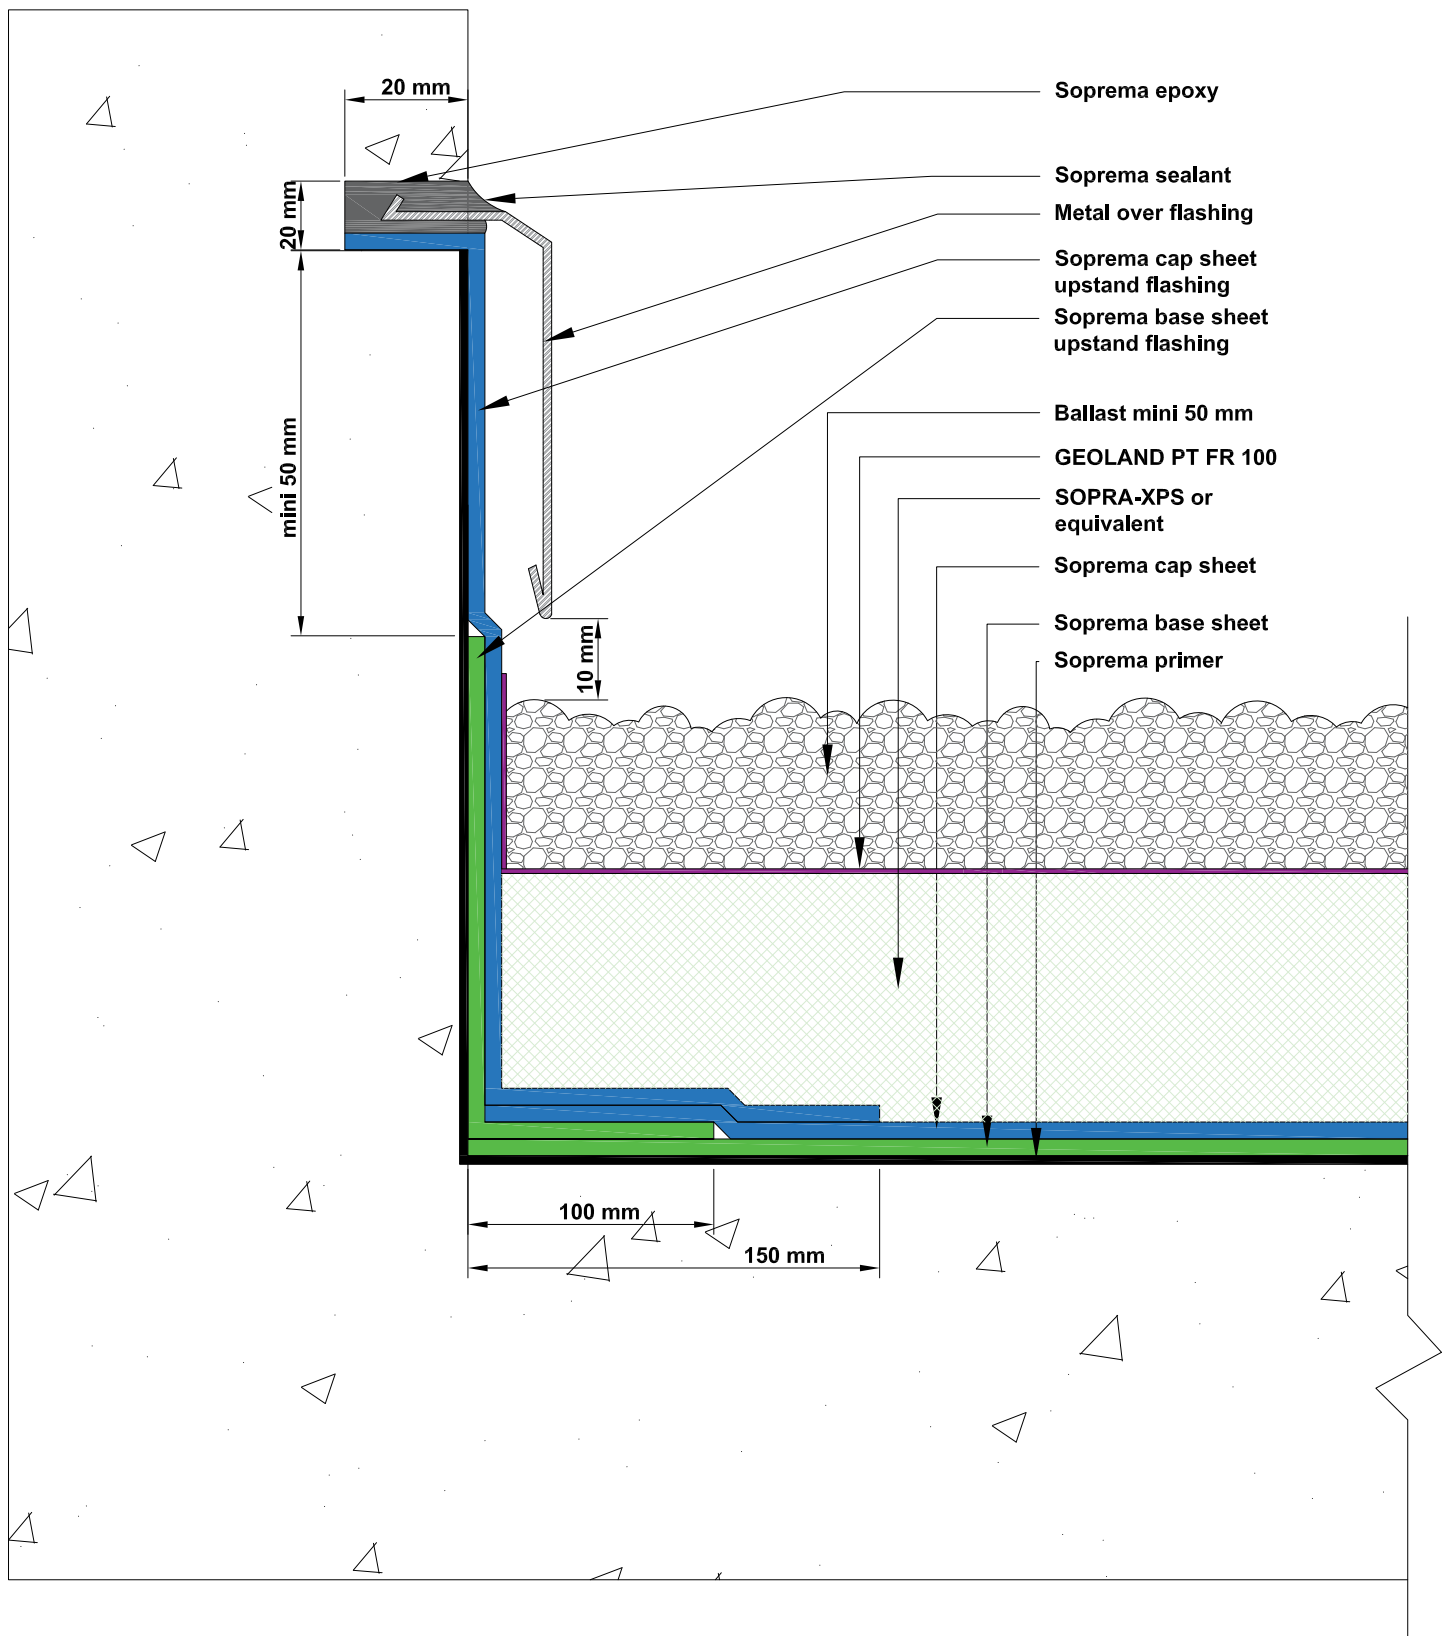 20 mm
Soprema epoxy
Soprema sealant
20 mm
Metal over flashing
Soprema cap sheet
upstand flashing
Soprema base sheet
upstand flashing
Ballast mini 50 mm
mini 50 mm
GEOLAND PT FR 100
SOPRA-XPS or
equivalent
Soprema cap sheet
Soprema base sheet
10 mm
Soprema primer
100 mm
150 mm